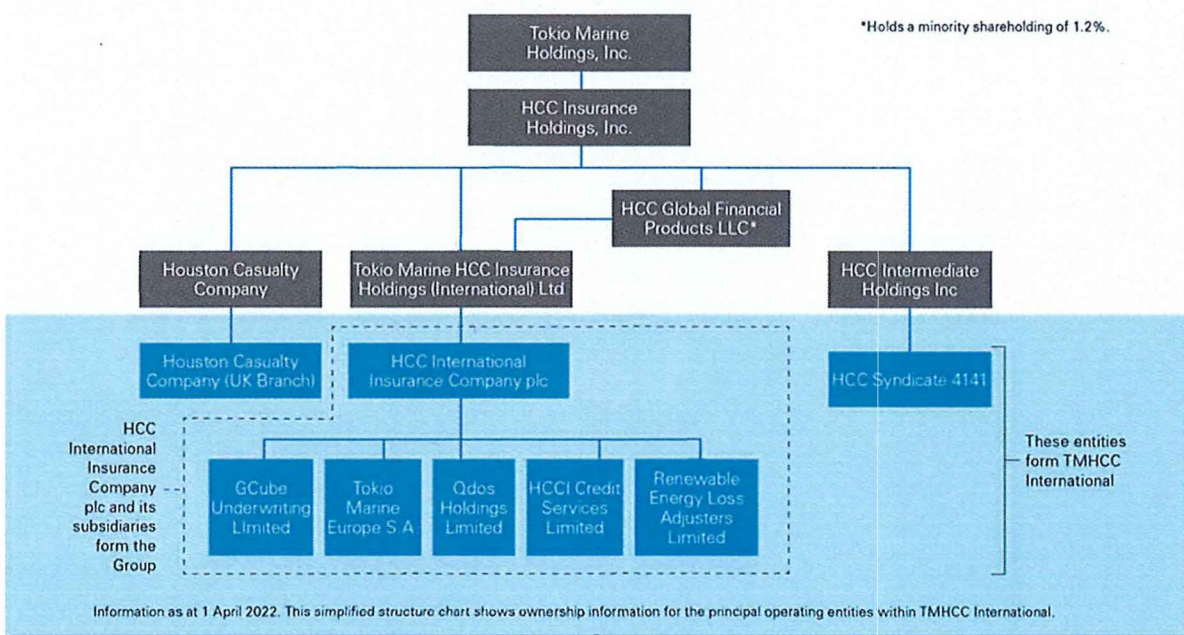 *Holds a minority shareholding of 1.2%.
Tokio Marine
Holdings, Inc.
HCC Insurance
Holdings, Inc.
HCC Global Financial
Products LLC*
Houston Casualty
Company
Tokio Marine HCC Insurance
Holdings (International) Ltd
HCC Intermediate
Holdings Inc
Houston Casualty
Company (UK Branch)
HCC International
Insurance Company plc
HCC Syndicate 4141
HCC
International
Insurance
Company
plc and its
subsidiaries
form the
Group
GCube
Underwriting
Limited
Tokio
Marine
Europe S.A
Qdos
Holdings
Limited
HCCI Credit
Services
Limited
Renewable
Energy Loss
Adjusters
Limited
These entities
form TMHCC
International
Information as at 1 April 2022. This simplified structure chart shows ownership information for the principal operating entities within TMHCC International.